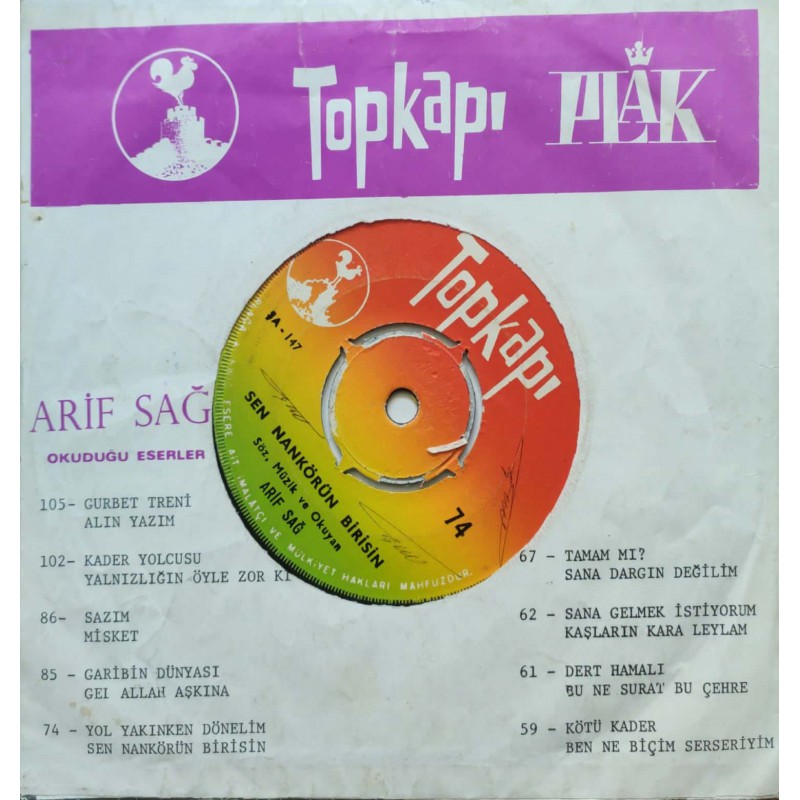 Topkapı PLAK
Topkapı
JA-147
SEN NANKÖRÜN BİRİSİN
Söz, Müzik ve Okuyan
ARİF SAĞ
74
ESERE AİT İMALATÇI VE MÜLKİYET HAKLARI MAHFUZDUR.
ARİF SAĞ
OKUDUĞU ESERLER
105- GURBET TRENİ
ALIN YAZIM
102- KADER YOLCUSU
YALNIZLIĞIN ÖYLE ZOR Kİ
86- SAZIM
MİSKET
85 - GARİBİN DÜNYASI
GEL ALLAH AŞKINA
74 - YOL YAKINKEN DÖNELİM
SEN NANKÖRÜN BİRİSİN
67 - TAMAM MI?
SANA DARGIN DEĞİLİM
62 - SANA GELMEK İSTİYORUM
KAŞLARIN KARA LEYLAM
61 - DERT HAMALI
BU NE SURAT BU ÇEHRE
59 - KÖTÜ KADER
BEN NE BİÇİM SERSERİYİM